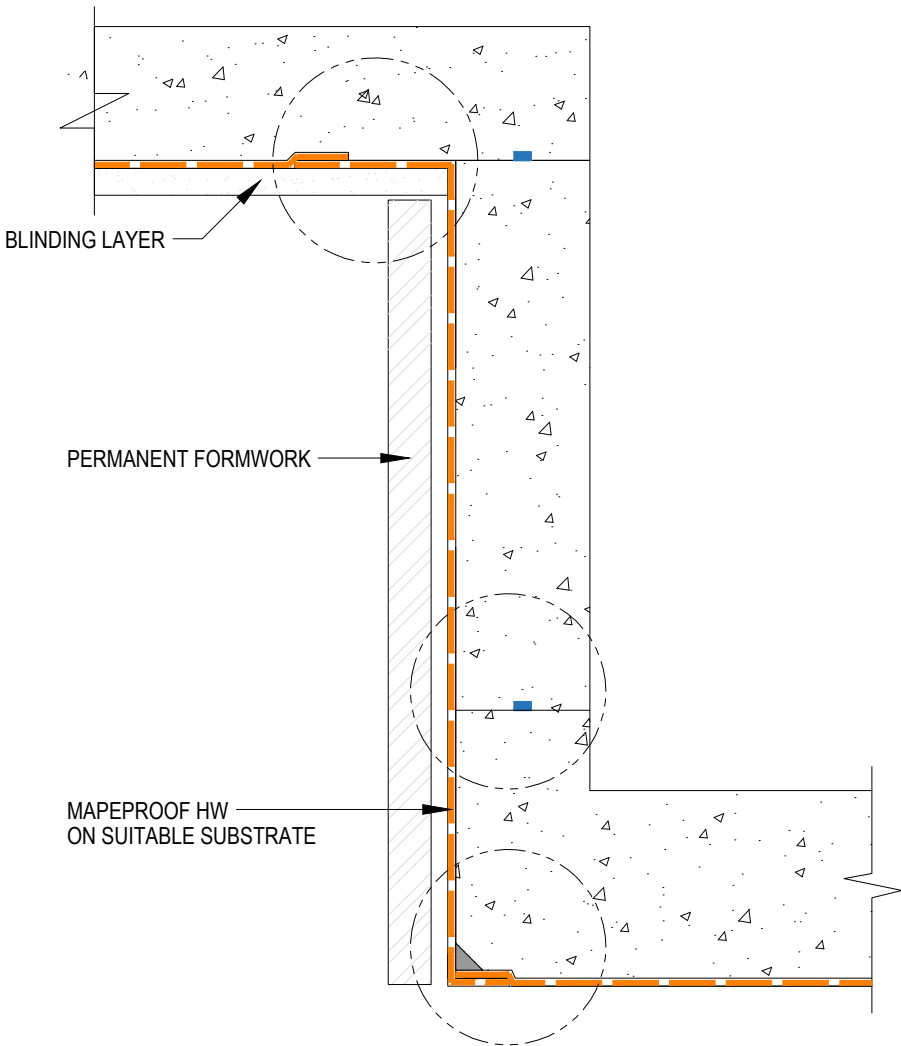 BLINDING LAYER
PERMANENT FORMWORK
MAPEPROOF HW
ON SUITABLE SUBSTRATE